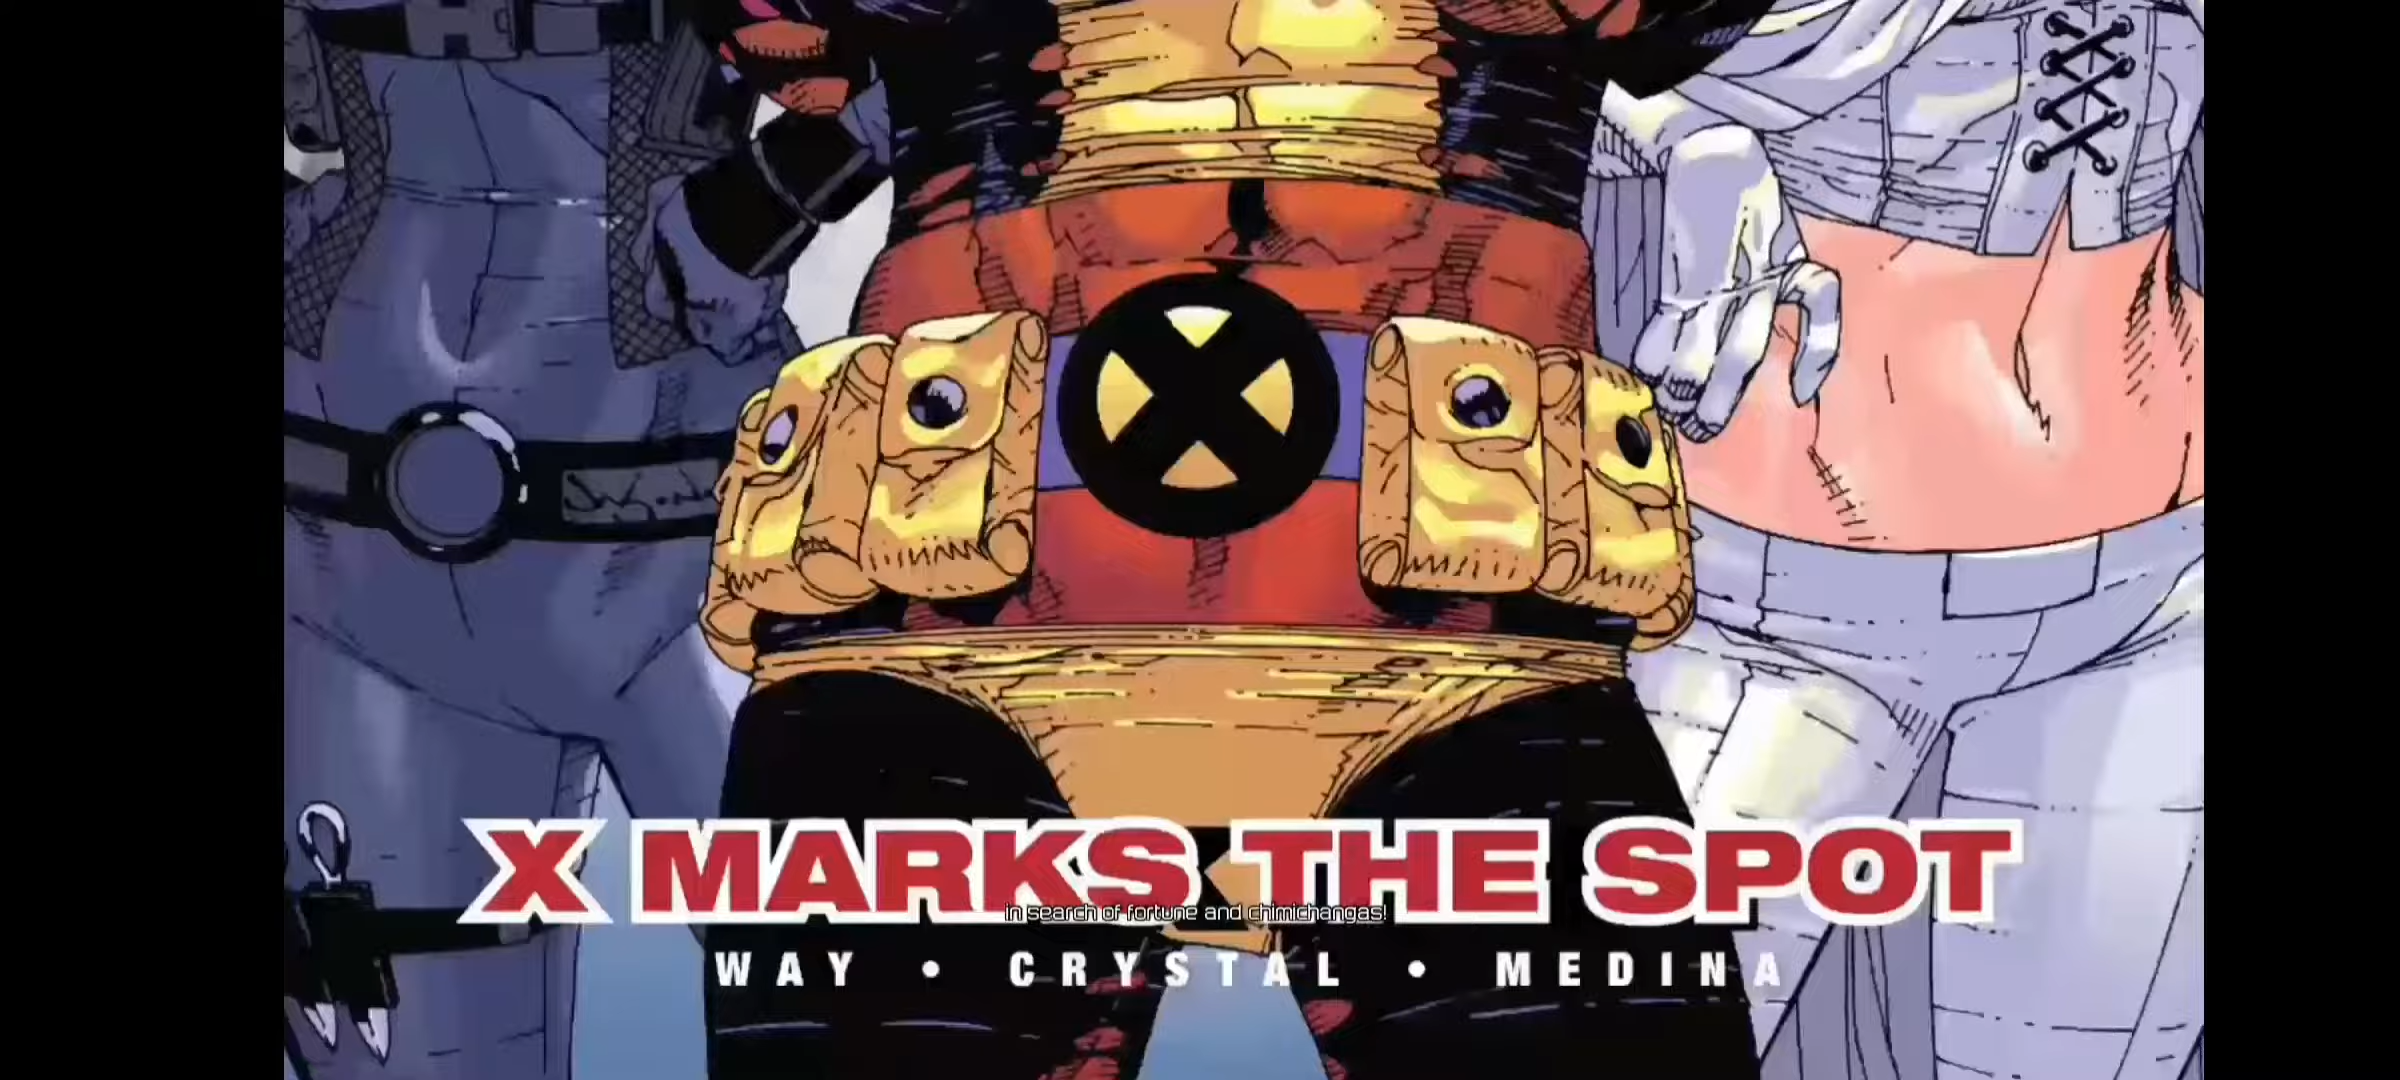 X MARKS THE SPOT
in search of fortune and chimichangas!
WAY • CRYSTAL • MEDINA